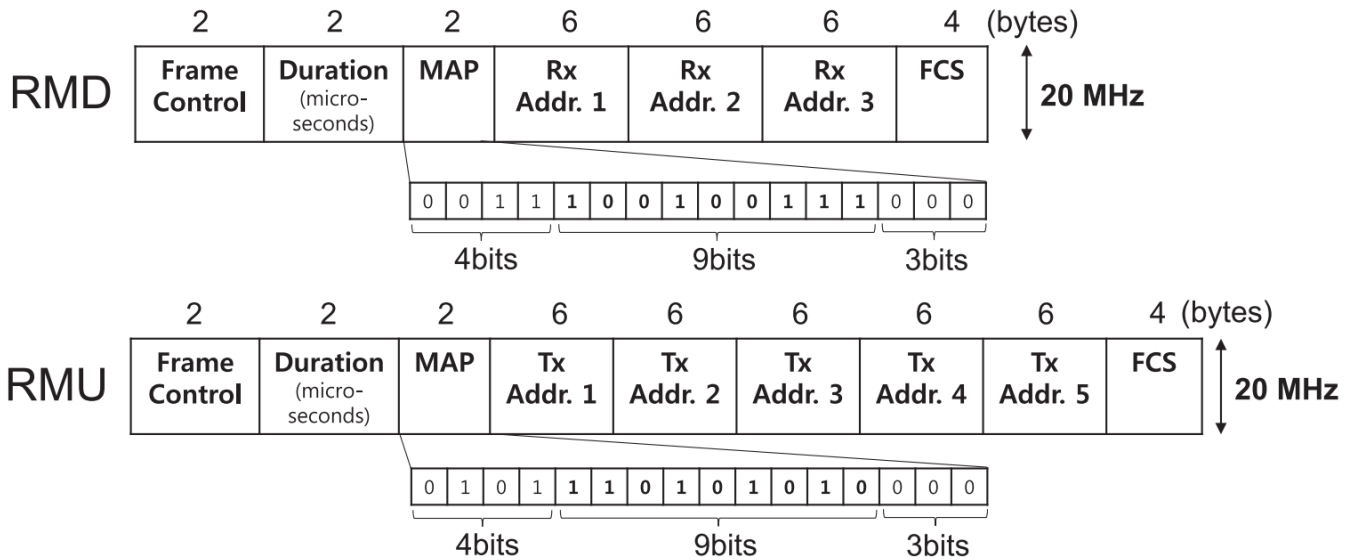 2 2 2 6 6 6 4 (bytes)
RMD
Frame Control
Duration (micro-seconds)
MAP
Rx Addr. 1
Rx Addr. 2
Rx Addr. 3
FCS
20 MHz
0 0 1 1 1 0 0 1 0 0 1 1 1 0 0 0
4bits 9bits 3bits
2 2 2 6 6 6 6 6 4 (bytes)
RMU
Frame Control
Duration (micro-seconds)
MAP
Tx Addr. 1
Tx Addr. 2
Tx Addr. 3
Tx Addr. 4
Tx Addr. 5
FCS
20 MHz
0 1 0 1 1 1 0 1 0 1 0 1 0 0 0 0
4bits 9bits 3bits